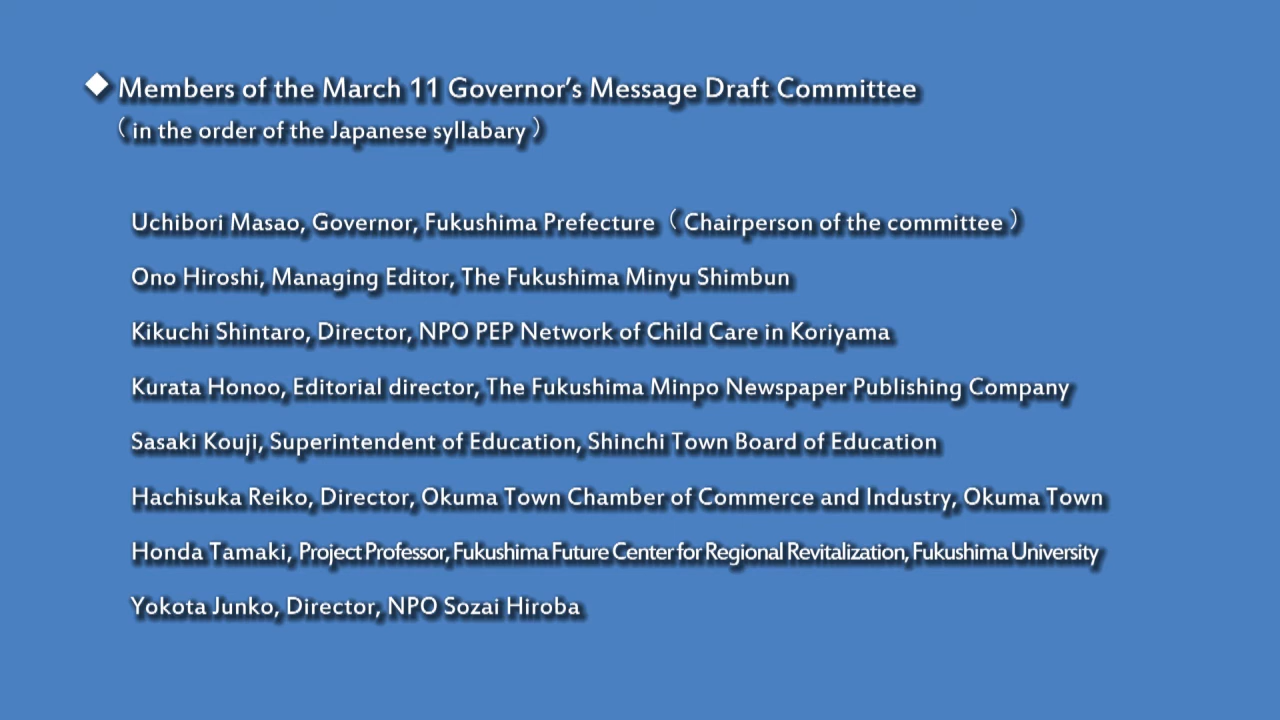 ◆ Members of the March 11 Governor's Message Draft Committee
（in the order of the Japanese syllabary）
Uchibori Masao, Governor, Fukushima Prefecture （Chairperson of the committee）
Ono Hiroshi, Managing Editor, The Fukushima Minyu Shimbun
Kikuchi Shintaro, Director, NPO PEP Network of Child Care in Koriyama
Kurata Honoo, Editorial director, The Fukushima Minpo Newspaper Publishing Company
Sasaki Kouji, Superintendent of Education, Shinchi Town Board of Education
Hachisuka Reiko, Director, Okuma Town Chamber of Commerce and Industry, Okuma Town
Honda Tamaki, Project Professor, Fukushima Future Center for Regional Revitalization, Fukushima University
Yokota Junko, Director, NPO Sozai Hiroba